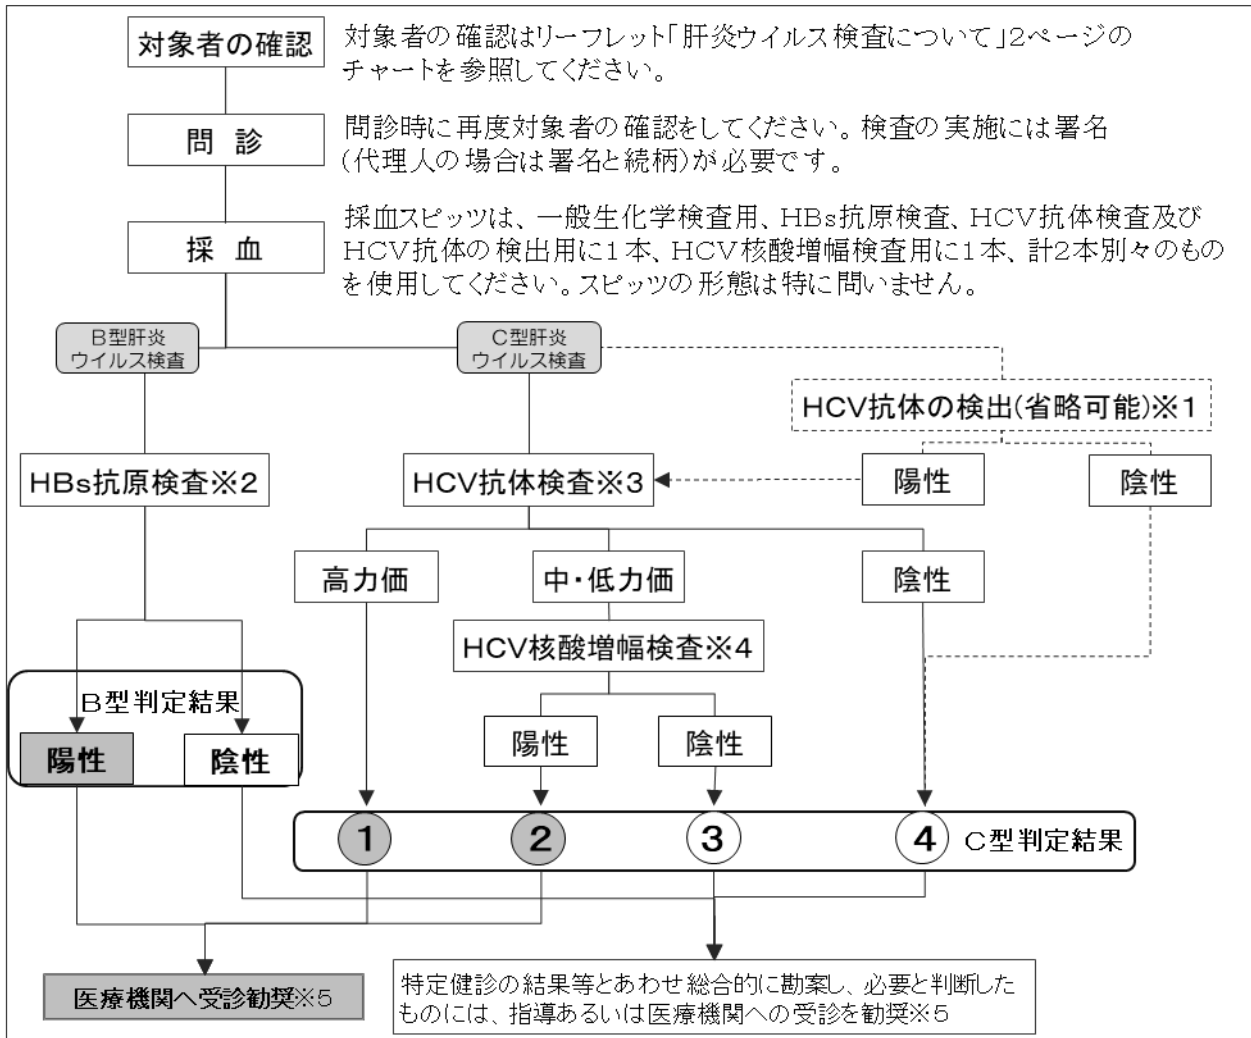 対象者の確認
対象者の確認はリーフレット「肝炎ウイルス検査について」2ページの
チャートを参照してください。
問 診
問診時に再度対象者の確認をしてください。検査の実施には署名
(代理人の場合は署名と続柄)が必要です。
採 血
採血スピッツは、一般生化学検査用、HBs抗原検査、HCV抗体検査及び
HCV抗体の検出用に1本、HCV核酸増幅検査用に1本、計2本別々のもの
を使用してください。スピッツの形態は特に問いません。
B型肝炎
ウイルス検査
C型肝炎
ウイルス検査
HCV抗体の検出(省略可能)※1
HBs抗原検査※2
HCV抗体検査※3
陽性
陰性
高力価
中・低力価
陰性
HCV核酸増幅検査※4
B型判定結果
陽性
陰性
陽性
陰性
1
2
3
4
C型判定結果
医療機関へ受診勧奨※5
特定健診の結果等とあわせ総合的に勘案し、必要と判断した
ものには、指導あるいは医療機関への受診を勧奨※5